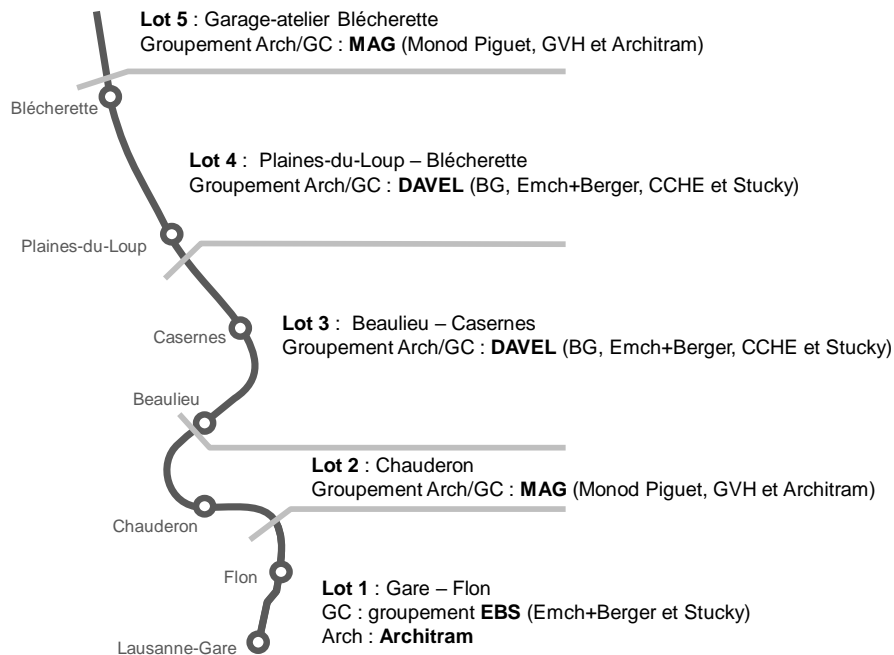 Lot 5 : Garage-atelier Blécherette
Groupement Arch/GC : MAG (Monod Piguet, GVH et Architram)
Blécherette
Lot 4 : Plaines-du-Loup – Blécherette
Groupement Arch/GC : DAVEL (BG, Emch+Berger, CCHE et Stucky)
Plaines-du-Loup
Lot 3 : Beaulieu – Casernes
Casernes
Groupement Arch/GC : DAVEL (BG, Emch+Berger, CCHE et Stucky)
Beaulieu
Lot 2 : Chauderon
Groupement Arch/GC : MAG (Monod Piguet, GVH et Architram)
Chauderon
Flon
Lot 1 : Gare – Flon
GC : groupement EBS (Emch+Berger et Stucky)
Arch : Architram
Lausanne-Gare